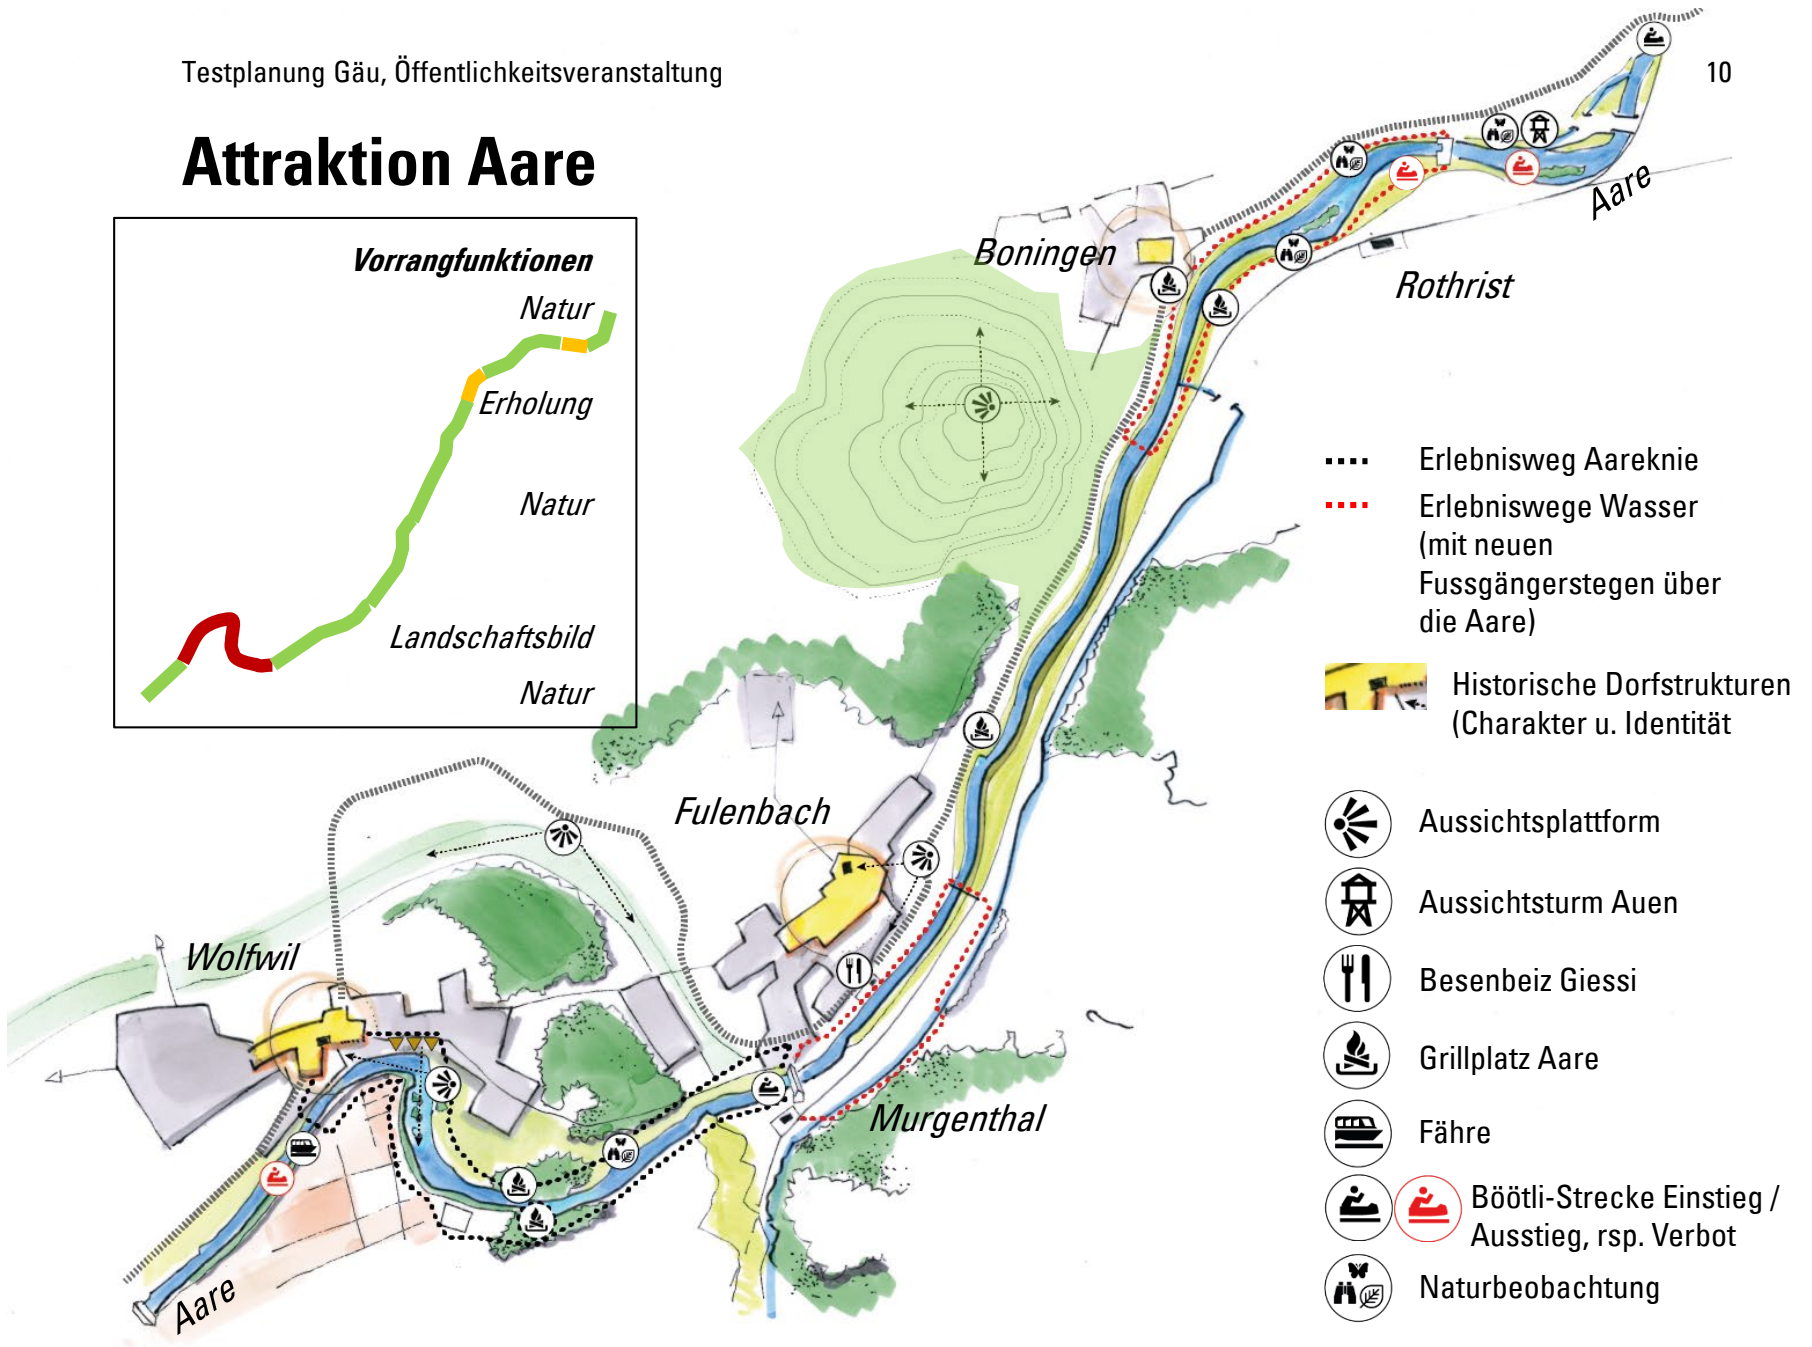 Testplanung Gäu, Öffentlichkeitsveranstaltung
10
Attraktion Aare
Vorrangfunktionen
Natur
Erholung
Natur
Landschaftsbild
Natur
Aare
Boningen
Rothrist
Fulenbach
Wolfwil
Murgenthal
Aare
Erlebnisweg Aareknie
Erlebniswege Wasser
(mit neuen
Fussgängerstegen über
die Aare)
Historische Dorfstrukturen
(Charakter u. Identität
Aussichtsplattform
Aussichtsturm Auen
Besenbeiz Giessi
Grillplatz Aare
Fähre
Böötli-Strecke Einstieg /
Ausstieg, rsp. Verbot
Naturbeobachtung